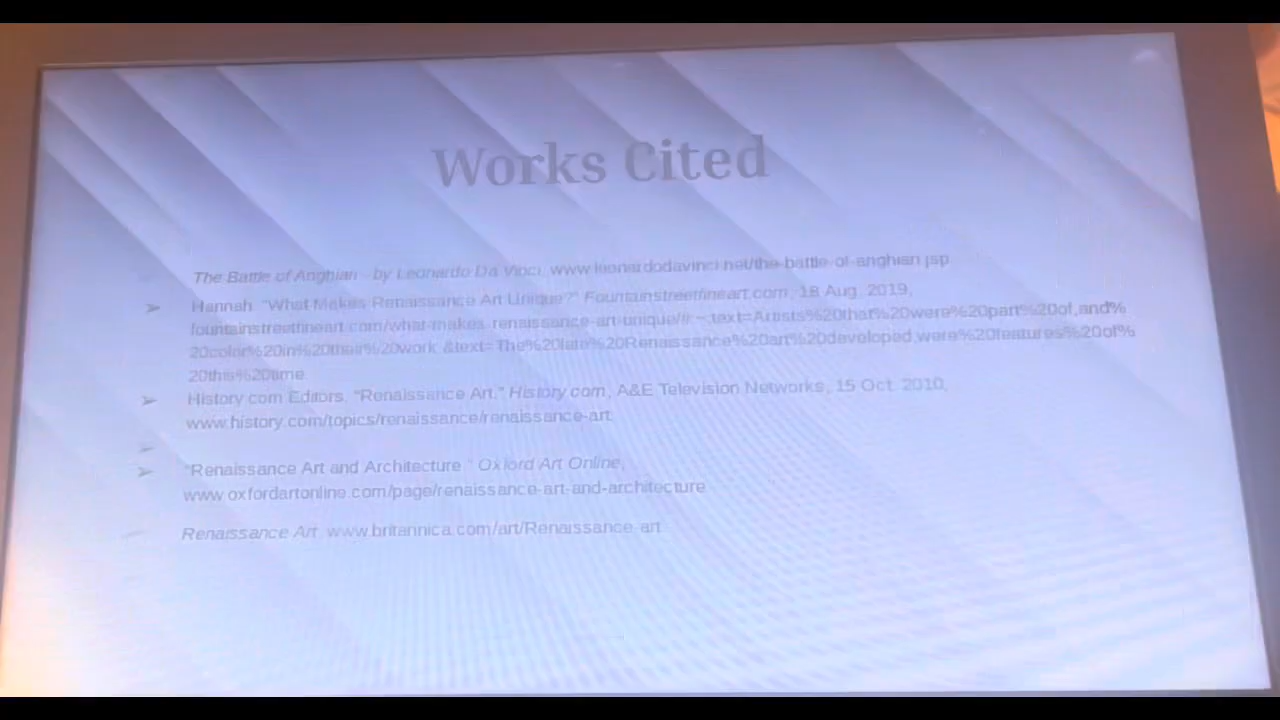 Works Cited
The Battle of Anghian - by Leonardo Da Vinci. www.leonardodavinci.net/the-battle-of-anghian.jsp
➢ Hannah. "What Makes Renaissance Art Unique?" Fountainstreetfineart.com, 18 Aug. 2019,
fountainstreetfineart.com/what-makes-renaissance-art-unique/#:~:text=Artists%20that%20were%20part%20of,and%
20color%20in%20their%20work.&text=The%20late%20Renaissance%20art%20developed,were%20features%20of%
20this%20time.
➢ History.com Editors. "Renaissance Art." History.com, A&E Television Networks, 15 Oct. 2010,
www.history.com/topics/renaissance/renaissance-art.
➢
➢ "Renaissance Art and Architecture." Oxford Art Online,
www.oxfordartonline.com/page/renaissance-art-and-architecture
Renaissance Art. www.britannica.com/art/Renaissance-art